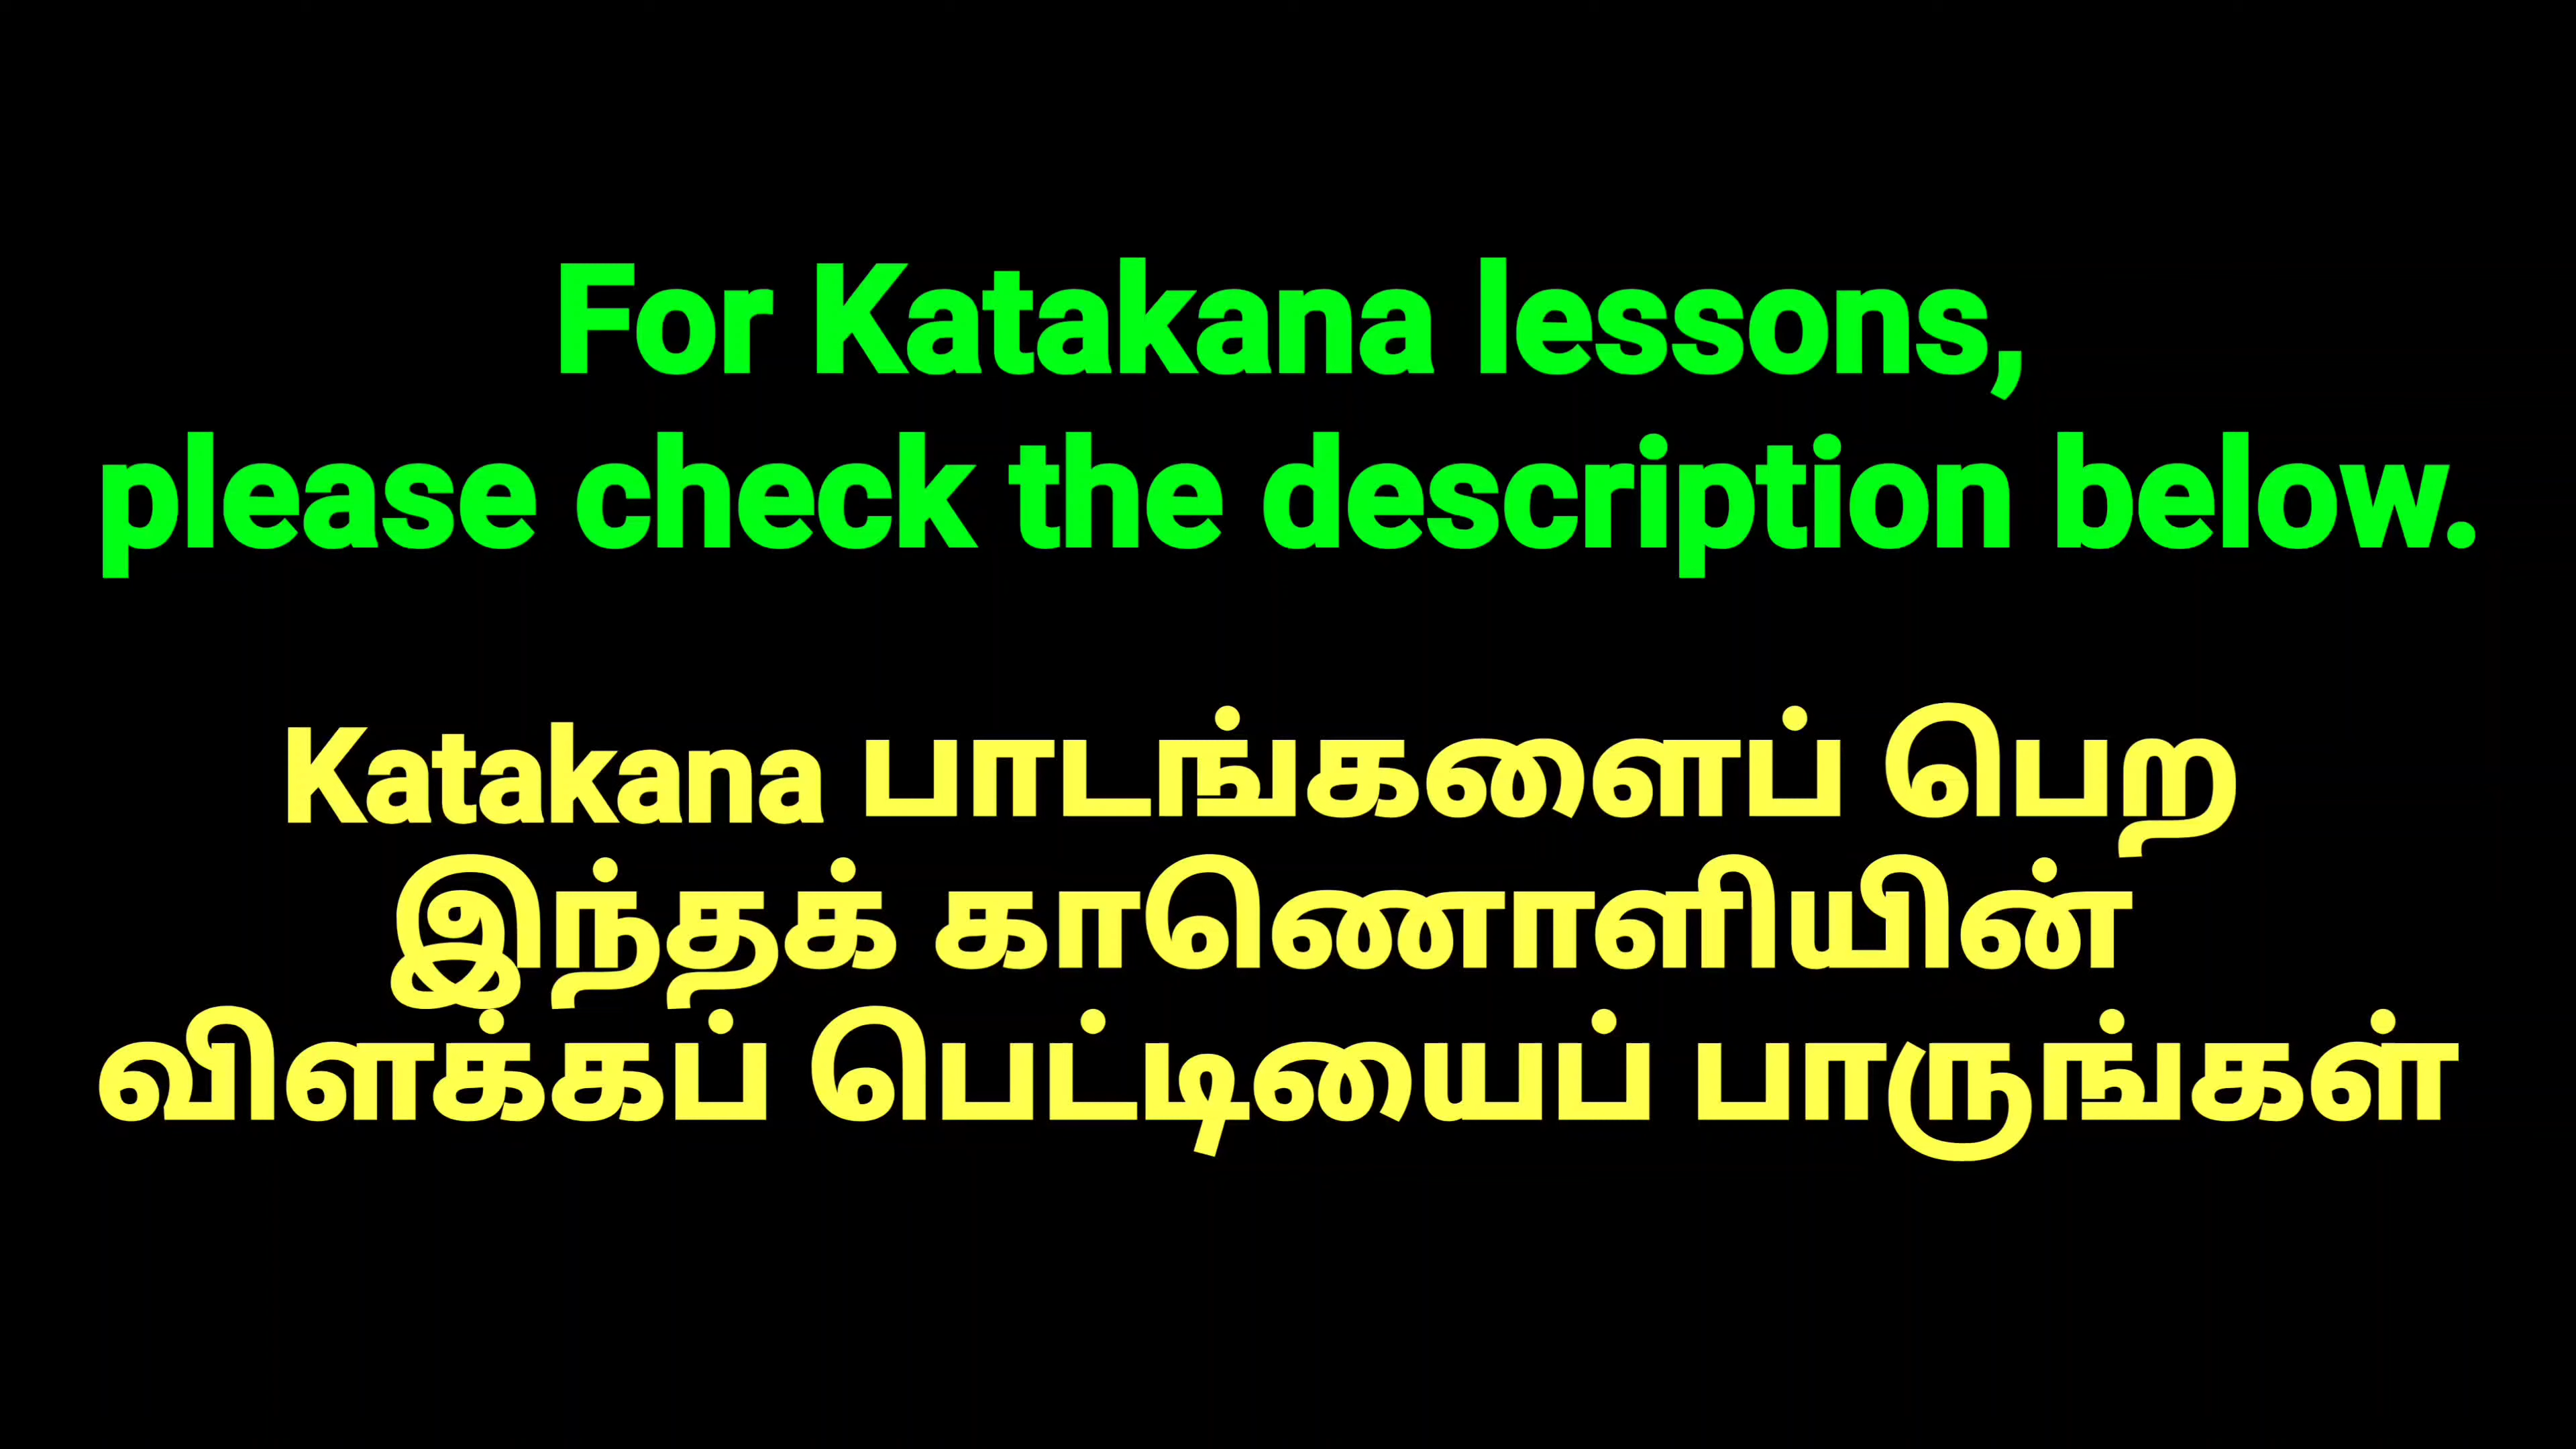 For Katakana lessons,
please check the description below.
Katakana பாடங்களைப் பெற
இந்தக் காணொளியின்
விளக்கப் பெட்டியைப் பாருங்கள்